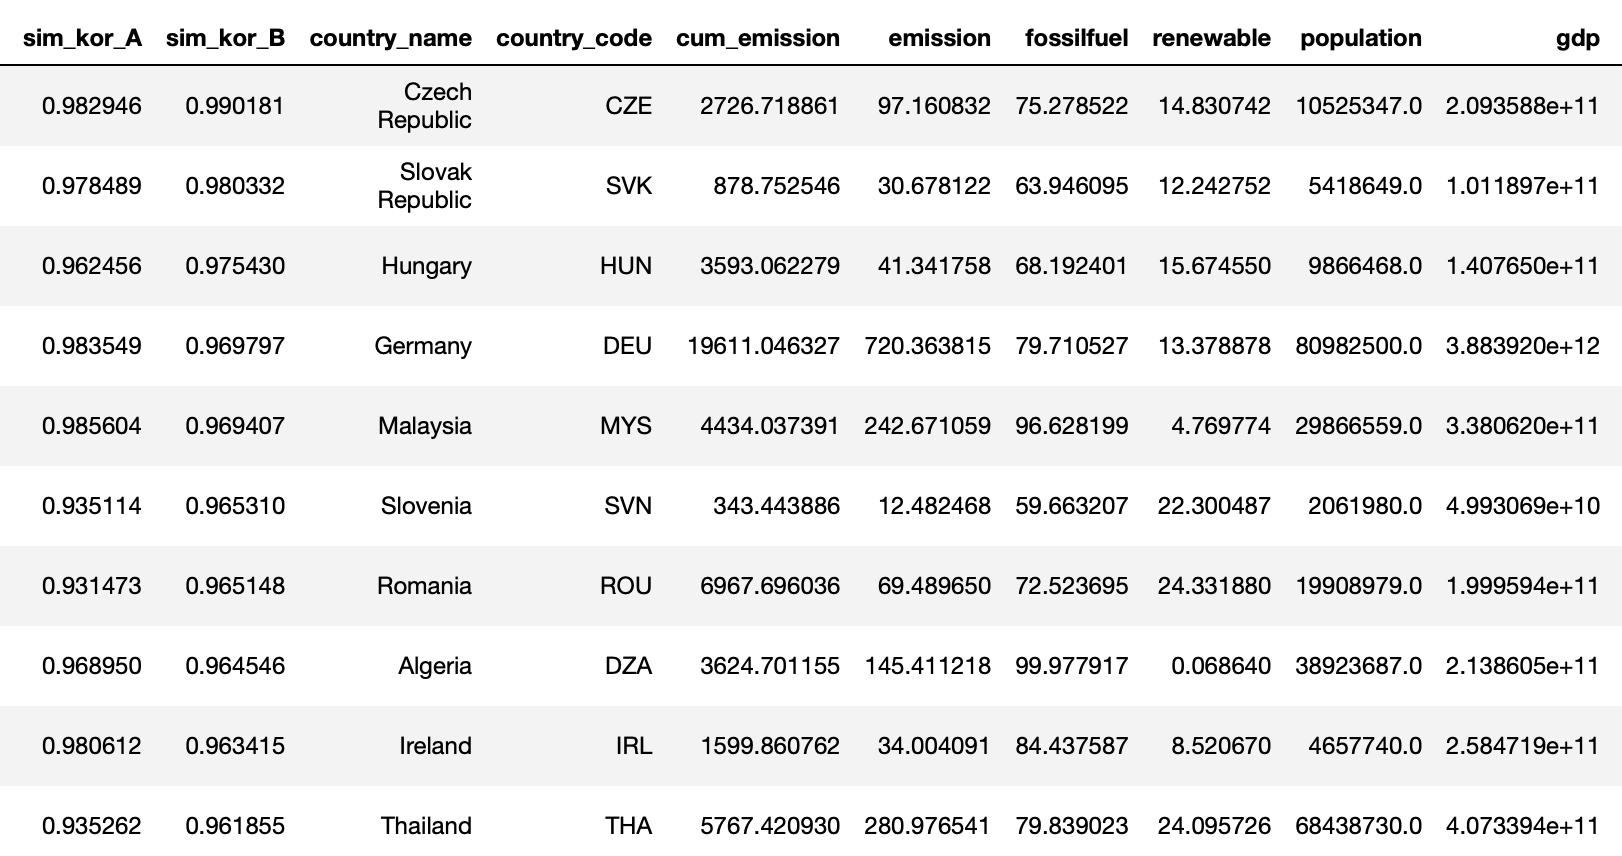 sim_kor_A sim_kor_B country_name country_code cum_emission emission fossilfuel renewable population gdp
0.982946 0.990181 Czech Republic CZE 2726.718861 97.160832 75.278522 14.830742 10525347.0 2.093588e+11
0.978489 0.980332 Slovak Republic SVK 878.752546 30.678122 63.946095 12.242752 5418649.0 1.011897e+11
0.962456 0.975430 Hungary HUN 3593.062279 41.341758 68.192401 15.674550 9866468.0 1.407650e+11
0.983549 0.969797 Germany DEU 19611.046327 720.363815 79.710527 13.378878 80982500.0 3.883920e+12
0.985604 0.969407 Malaysia MYS 4434.037391 242.671059 96.628199 4.769774 29866559.0 3.380620e+11
0.935114 0.965310 Slovenia SVN 343.443886 12.482468 59.663207 22.300487 2061980.0 4.993069e+10
0.931473 0.965148 Romania ROU 6967.696036 69.489650 72.523695 24.331880 19908979.0 1.999594e+11
0.968950 0.964546 Algeria DZA 3624.701155 145.411218 99.977917 0.068640 38923687.0 2.138605e+11
0.980612 0.963415 Ireland IRL 1599.860762 34.004091 84.437587 8.520670 4657740.0 2.584719e+11
0.935262 0.961855 Thailand THA 5767.420930 280.976541 79.839023 24.095726 68438730.0 4.073394e+11